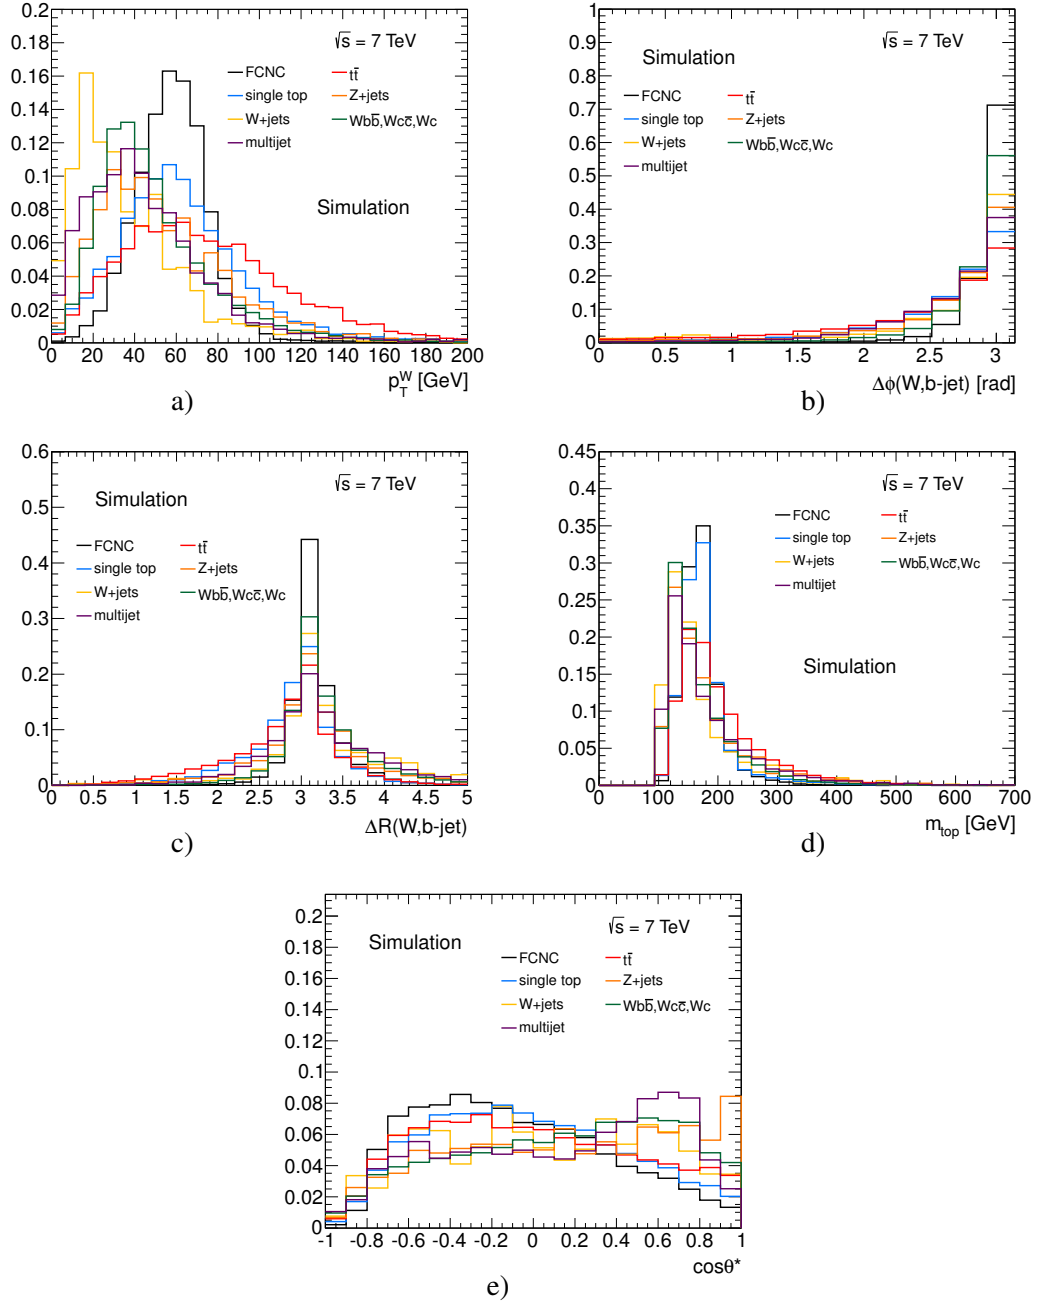 0.2
0.18
0.16
0.14
0.12
0.1
0.08
0.06
0.04
0.02
0
√s = 7 TeV
FCNC
tt̄
single top
Z+jets
W+jets
Wbb̄,Wcc̄,Wc
multijet
Simulation
0 20 40 60 80 100 120 140 160 180 200
p_T^W [GeV]
a)
1
0.9
0.8
0.7
0.6
0.5
0.4
0.3
0.2
0.1
0
√s = 7 TeV
Simulation
FCNC
tt̄
single top
Z+jets
W+jets
Wbb̄,Wcc̄,Wc
multijet
0 0.5 1 1.5 2 2.5 3
Δϕ(W,b-jet) [rad]
b)
0.6
0.5
0.4
0.3
0.2
0.1
0
√s = 7 TeV
Simulation
FCNC
tt̄
single top
Z+jets
W+jets
Wbb̄,Wcc̄,Wc
multijet
0 0.5 1 1.5 2 2.5 3 3.5 4 4.5 5
ΔR(W,b-jet)
c)
0.45
0.4
0.35
0.3
0.25
0.2
0.15
0.1
0.05
0
√s = 7 TeV
FCNC
tt̄
single top
Z+jets
W+jets
Wbb̄,Wcc̄,Wc
multijet
Simulation
0 100 200 300 400 500 600 700
m_top [GeV]
d)
0.2
0.18
0.16
0.14
0.12
0.1
0.08
0.06
0.04
0.02
0
√s = 7 TeV
Simulation
FCNC
tt̄
single top
Z+jets
W+jets
Wbb̄,Wcc̄,Wc
multijet
-1 -0.8 -0.6 -0.4 -0.2 0 0.2 0.4 0.6 0.8 1
cosθ*
e)